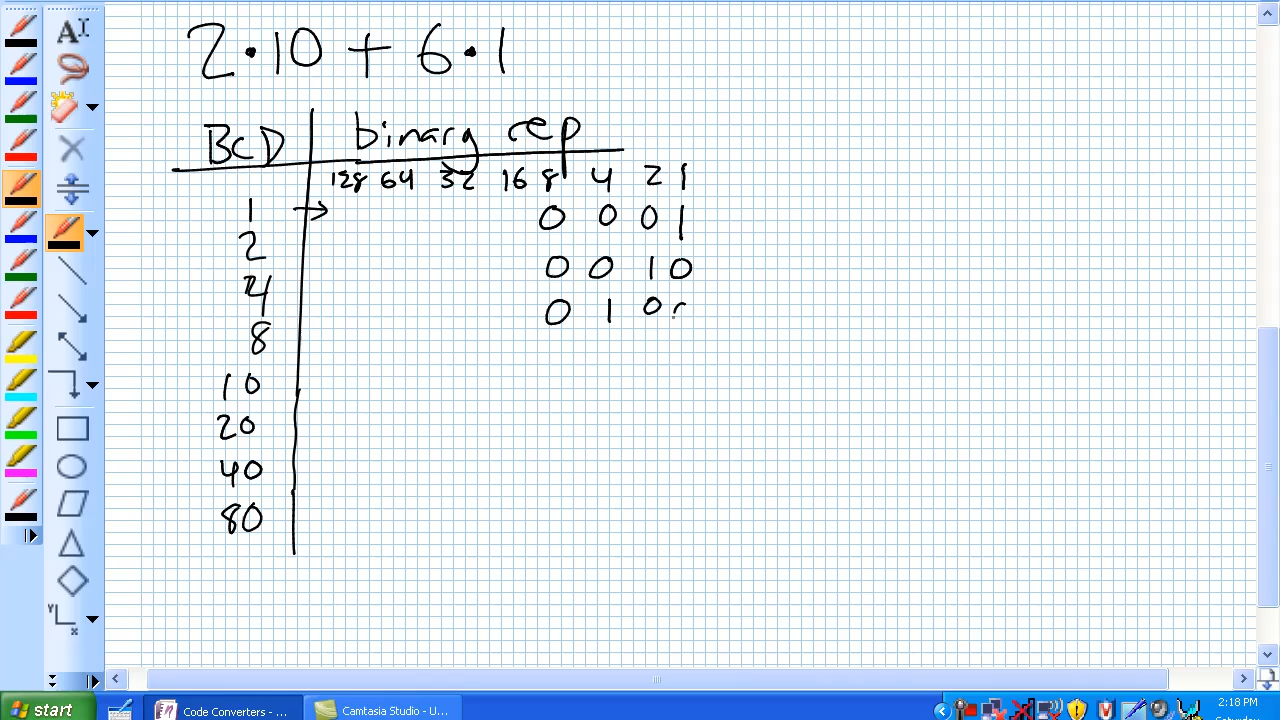 2·10 + 6·1
BCD binary rep
128 64 32 16 8 4 2 1
1 → 0 0 0 1
2 0 0 1 0
4 0 1 0
8
10
20
40
80
start Code Converters - ... Camtasia Studio - U... 2:18 PM
Saturday